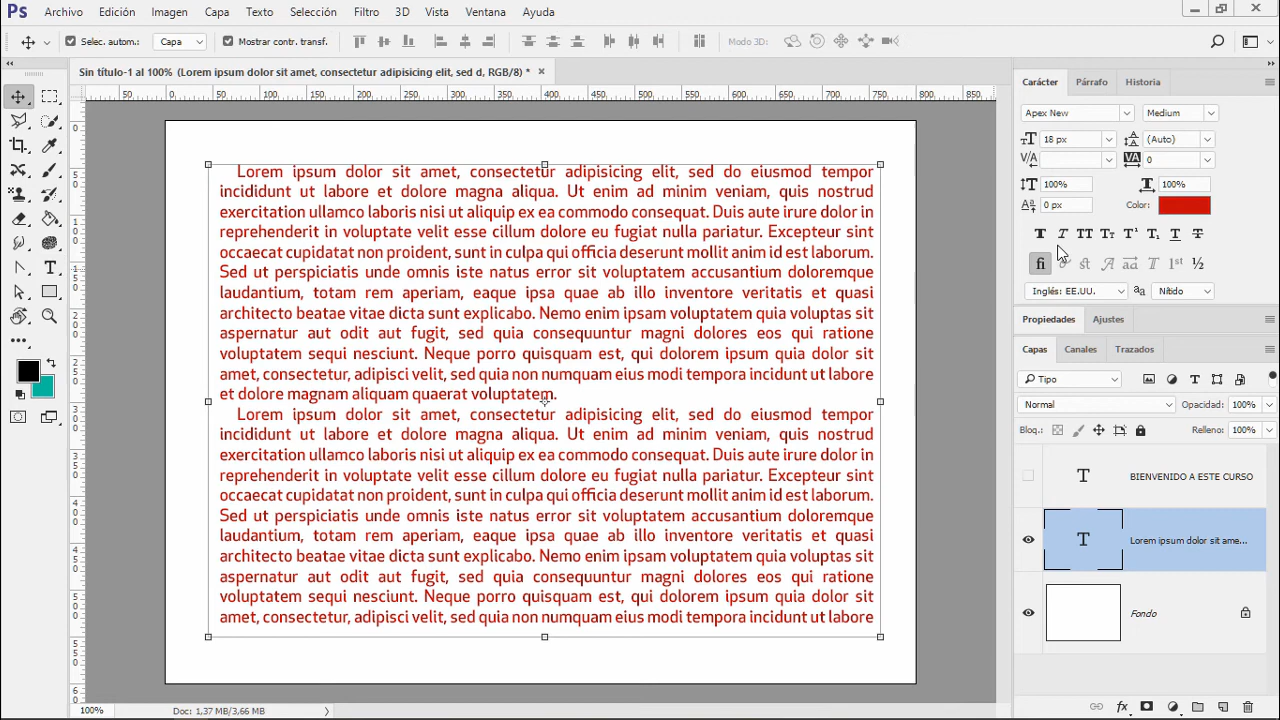 Ps Archivo Edición Imagen Capa Texto Selección Filtro 3D Vista Ventana Ayuda
Selec. autom.: Capa Mostrar contr. transf. Modo 3D:
Sin título-1 al 100% (Lorem ipsum dolor sit amet, consectetur adipisicing elit, sed d, RGB/8) *
50 0 50 100 150 200 250 300 350 400 450 500 550 600 650 700 750 800 850
Lorem ipsum dolor sit amet, consectetur adipisicing elit, sed do eiusmod tempor
incididunt ut labore et dolore magna aliqua. Ut enim ad minim veniam, quis nostrud
exercitation ullamco laboris nisi ut aliquip ex ea commodo consequat. Duis aute irure dolor in
reprehenderit in voluptate velit esse cillum dolore eu fugiat nulla pariatur. Excepteur sint
occaecat cupidatat non proident, sunt in culpa qui officia deserunt mollit anim id est laborum.
Sed ut perspiciatis unde omnis iste natus error sit voluptatem accusantium doloremque
laudantium, totam rem aperiam, eaque ipsa quae ab illo inventore veritatis et quasi
architecto beatae vitae dicta sunt explicabo. Nemo enim ipsam voluptatem quia voluptas sit
aspernatur aut odit aut fugit, sed quia consequuntur magni dolores eos qui ratione
voluptatem sequi nesciunt. Neque porro quisquam est, qui dolorem ipsum quia dolor sit
amet, consectetur, adipisci velit, sed quia non numquam eius modi tempora incidunt ut labore
et dolore magnam aliquam quaerat voluptatem.
Lorem ipsum dolor sit amet, consectetur adipisicing elit, sed do eiusmod tempor
incididunt ut labore et dolore magna aliqua. Ut enim ad minim veniam, quis nostrud
exercitation ullamco laboris nisi ut aliquip ex ea commodo consequat. Duis aute irure dolor in
reprehenderit in voluptate velit esse cillum dolore eu fugiat nulla pariatur. Excepteur sint
occaecat cupidatat non proident, sunt in culpa qui officia deserunt mollit anim id est laborum.
Sed ut perspiciatis unde omnis iste natus error sit voluptatem accusantium doloremque
laudantium, totam rem aperiam, eaque ipsa quae ab illo inventore veritatis et quasi
architecto beatae vitae dicta sunt explicabo. Nemo enim ipsam voluptatem quia voluptas sit
aspernatur aut odit aut fugit, sed quia consequuntur magni dolores eos qui ratione
voluptatem sequi nesciunt. Neque porro quisquam est, qui dolorem ipsum quia dolor sit
amet, consectetur, adipisci velit, sed quia non numquam eius modi tempora incidunt ut labore
100% Doc: 1,37 MB/3,66 MB
Carácter Párrafo Historia
Apex New Medium
18 px (Auto)
0
100% 100%
0 px Color:
Inglés: EE.UU. Nítido
Propiedades Ajustes
Capas Canales Trazados
Tipo
Normal Opacidad: 100%
Bloq.: Relleno: 100%
BIENVENIDO A ESTE CURSO
Lorem ipsum dolor sit ame...
Fondo